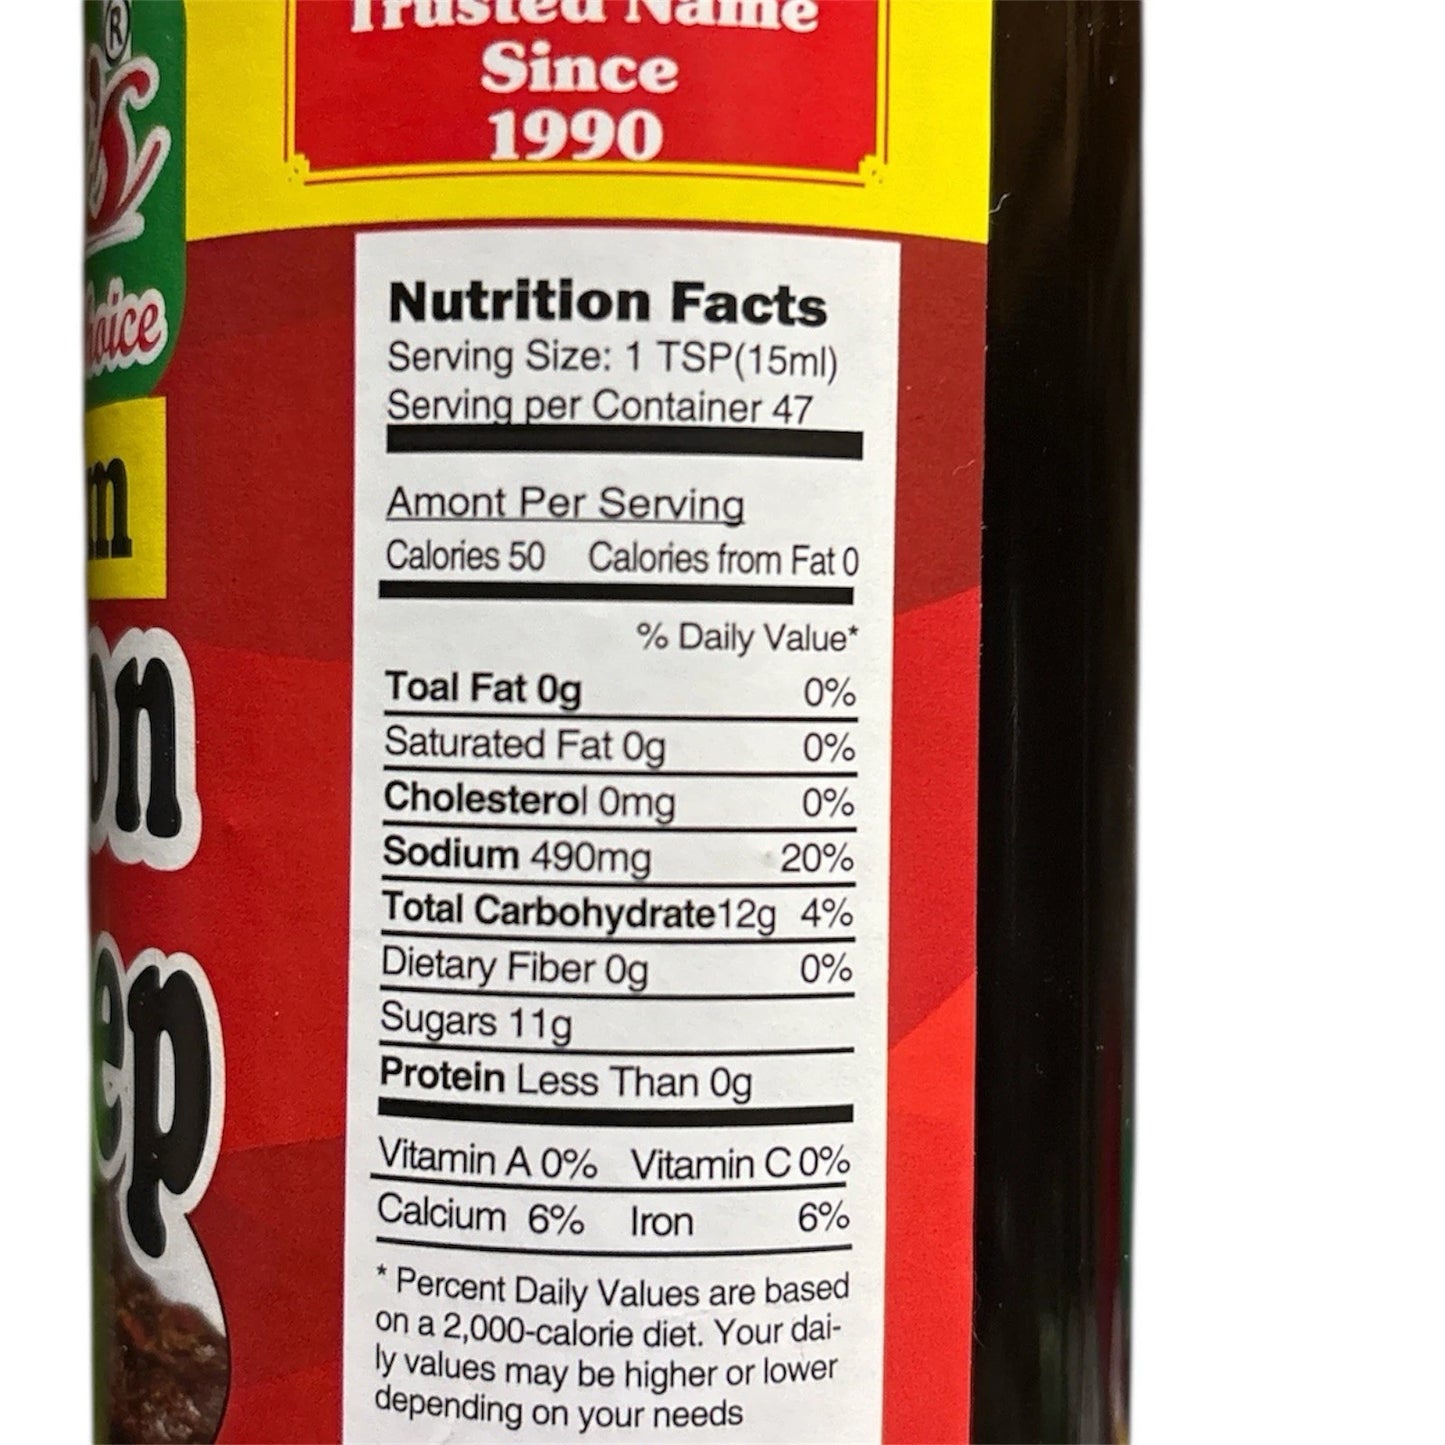 ®
Trusted Name
Since
1990
Nutrition Facts
Serving Size: 1 TSP(15ml)
Serving per Container 47
Amont Per Serving
Calories 50 Calories from Fat 0
% Daily Value*
Toal Fat 0g 0%
Saturated Fat 0g 0%
Cholesterol 0mg 0%
Sodium 490mg 20%
Total Carbohydrate12g 4%
Dietary Fiber 0g 0%
Sugars 11g
Protein Less Than 0g
Vitamin A 0% Vitamin C 0%
Calcium 6% Iron 6%
* Percent Daily Values are based
on a 2,000-calorie diet. Your dai-
ly values may be higher or lower
depending on your needs